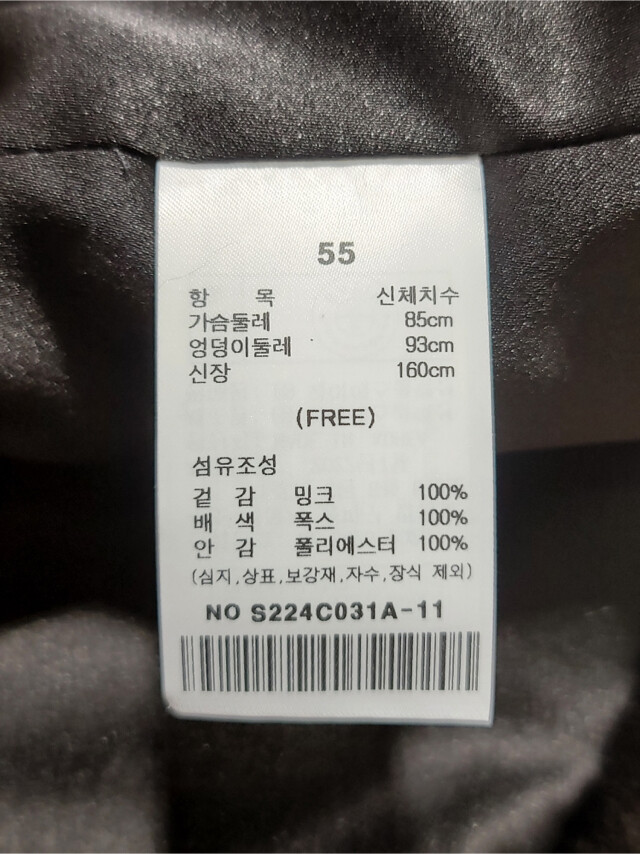 55
항 목 신체치수
가슴둘레 85cm
엉덩이둘레 93cm
신장 160cm
(FREE)
섬유조성
겉 감 밍크 100%
배 색 폭스 100%
안 감 폴리에스터 100%
(심지,상표,보강재,자수,장식 제외)
NO S224C031A-11